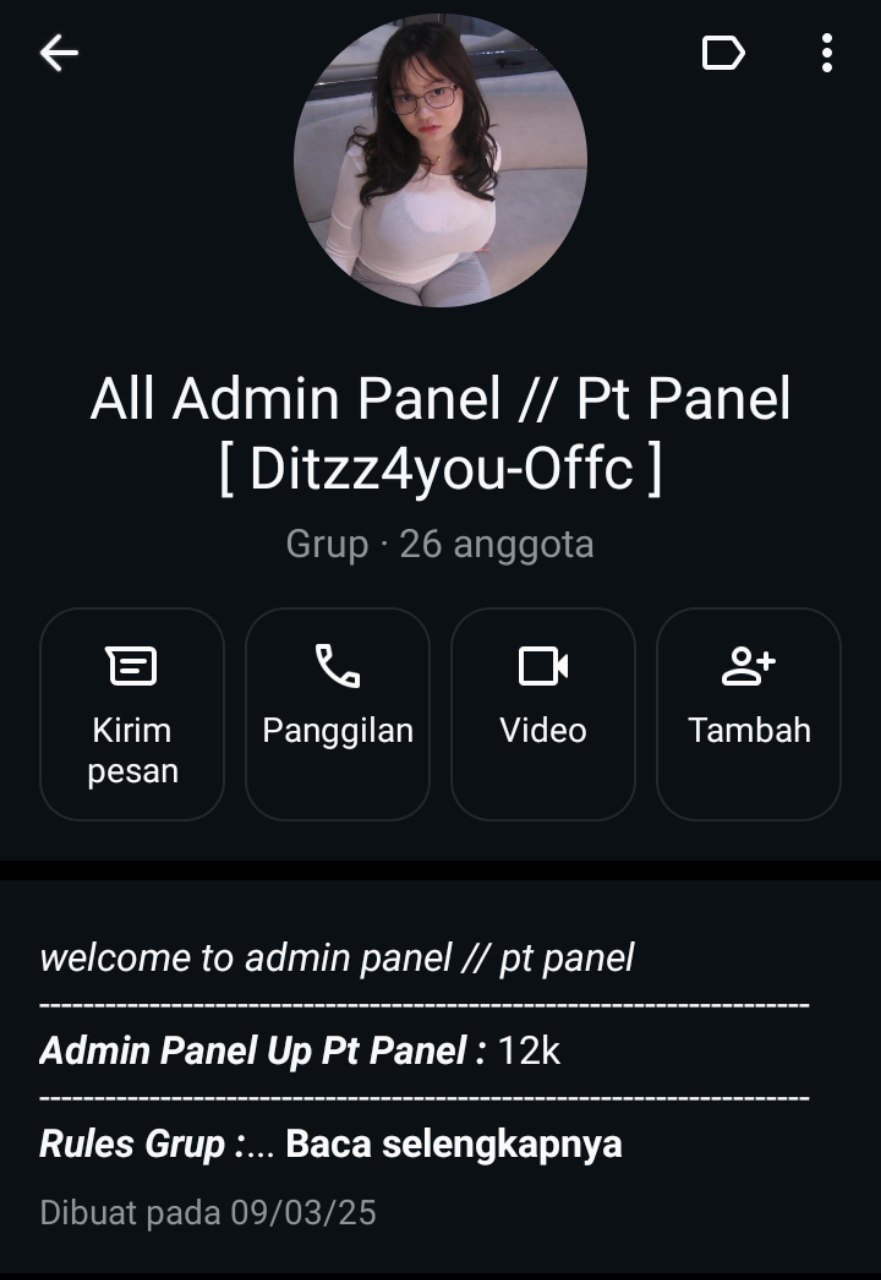 All Admin Panel // Pt Panel
[ Ditzz4you-Offc ]
Grup · 26 anggota
Kirim
pesan
Panggilan
Video
Tambah
welcome to admin panel // pt panel
----------------------------------------------------------------------
Admin Panel Up Pt Panel : 12k
----------------------------------------------------------------------
Rules Grup :... Baca selengkapnya
Dibuat pada 09/03/25